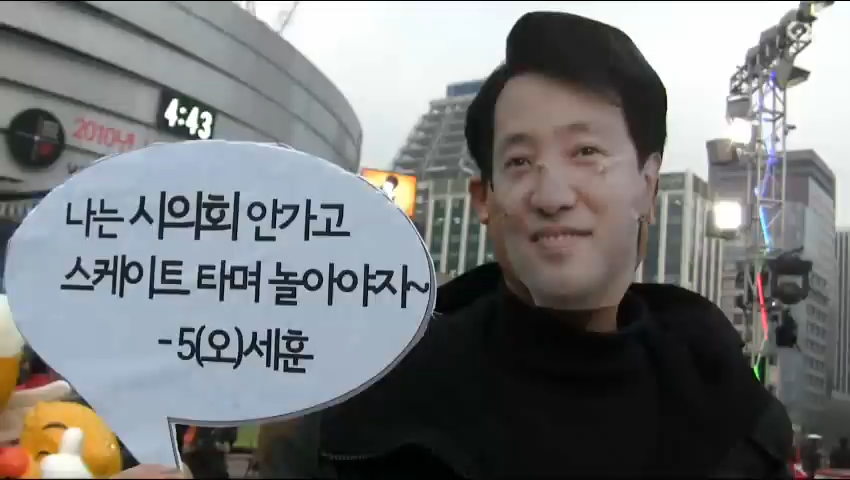 4:43
2010년
나는 시의회 안가고
스케이트 타며 놀아야지~
-5(오)세훈